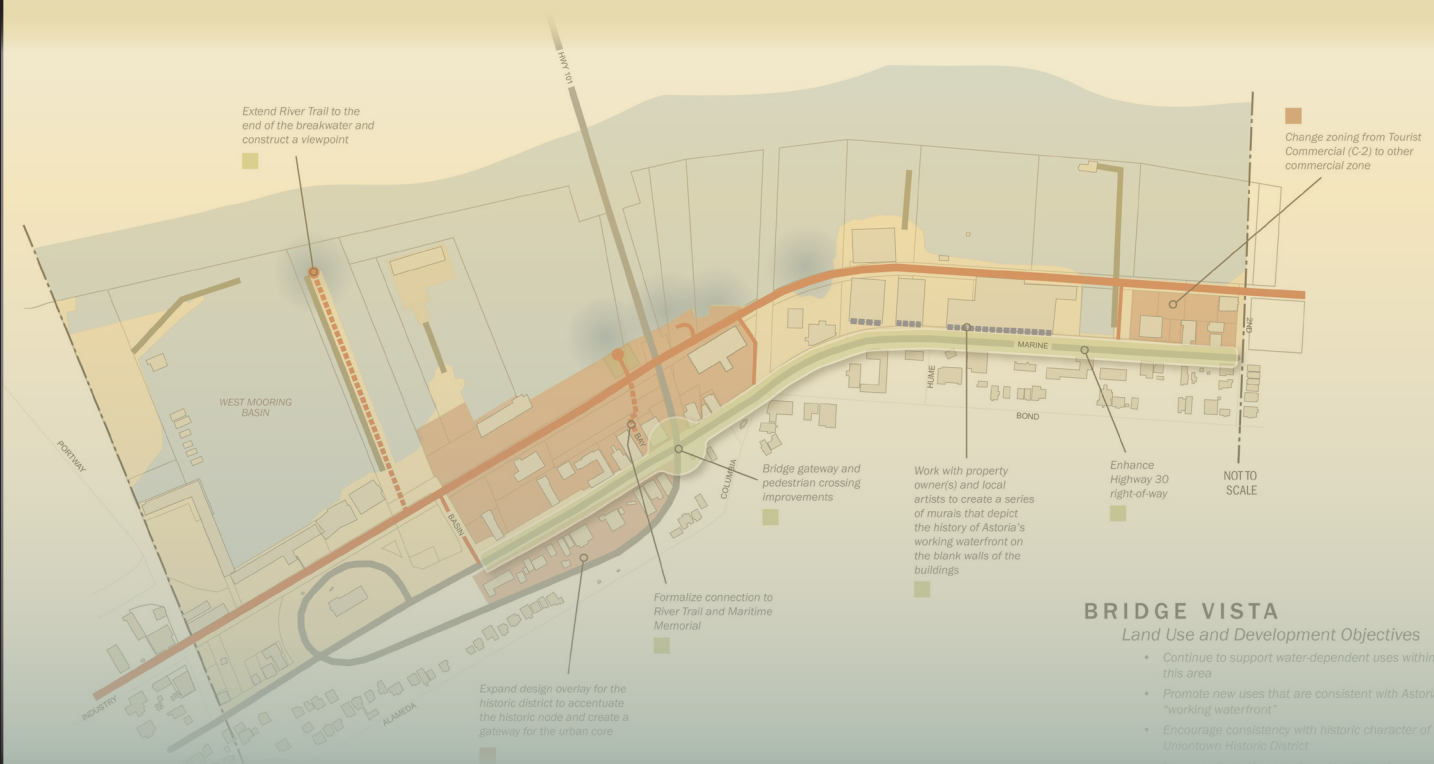 HWY 101
Extend River Trail to the
end of the breakwater and
construct a viewpoint
Change zoning from Tourist
Commercial (C-2) to other
commercial zone
WEST MOORING
BASIN
PORTWAY
2ND
MARINE
HUME
BOND
BAY
COLUMBIA
BASIN
Bridge gateway and
pedestrian crossing
improvements
Work with property
owner(s) and local
artists to create a series
of murals that depict
the history of Astoria's
working waterfront on
the blank walls of the
buildings
Enhance
Highway 30
right-of-way
NOT TO
SCALE
Formalize connection to
River Trail and Maritime
Memorial
Expand design overlay for the
historic district to accentuate
the historic node and create a
gateway for the urban core
INDUSTRY
ALAMEDA
BRIDGE VISTA
Land Use and Development Objectives
• Continue to support water-dependent uses within
this area
• Promote new uses that are consistent with Astori
"working waterfront"
• Encourage consistency with historic character of
Uniontown Historic District